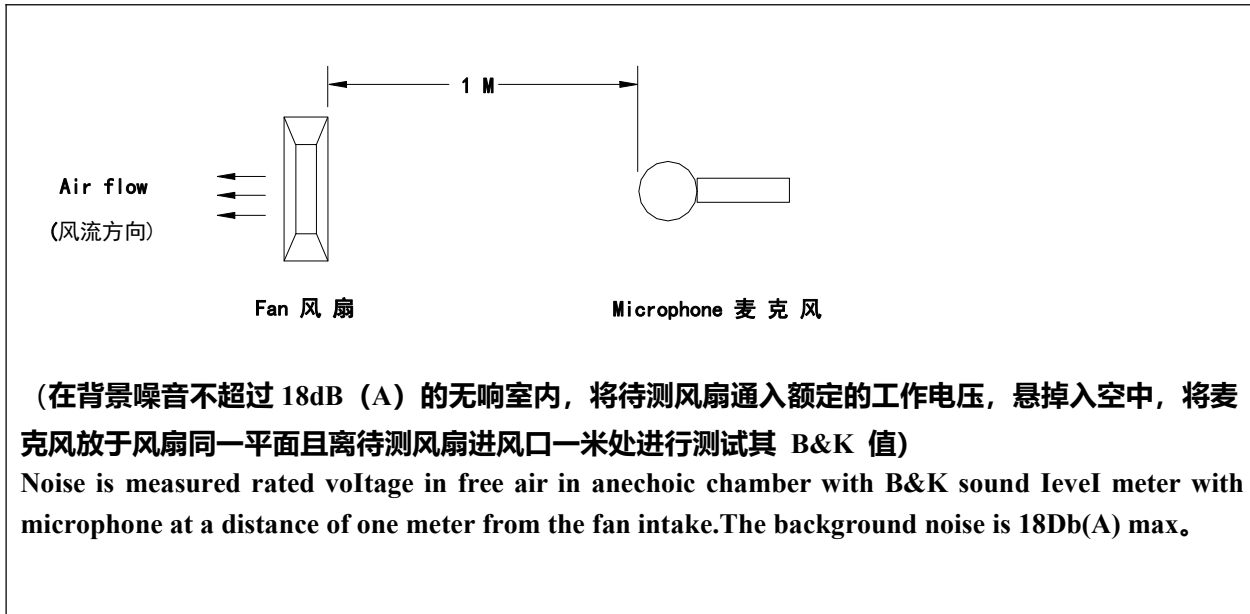 1 M
Air flow
(风流方向)
Fan 风 扇
Microphone 麦 克 风
（在背景噪音不超过 18dB（A）的无响室内，将待测风扇通入额定的工作电压，悬掉入空中，将麦
克风放于风扇同一平面且离待测风扇进风口一米处进行测试其 B&K 值)
Noise is measured rated voItage in free air in anechoic chamber with B&K sound IeveI meter with
microphone at a distance of one meter from the fan intake.The background noise is 18Db(A) max。